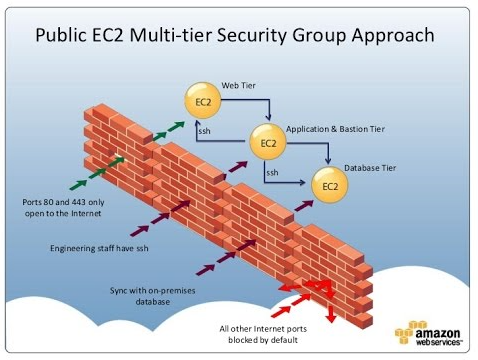 Public EC2 Multi-tier Security Group Approach
Web Tier
EC2
ssh
Application & Bastion Tier
EC2
ssh
Database Tier
EC2
Ports 80 and 443 only
open to the Internet
Engineering staff have ssh
Sync with on-premises
database
All other Internet ports
blocked by default
amazon
webservices™